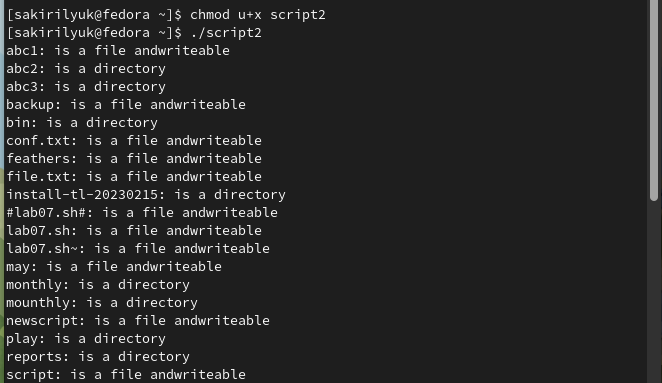 [sakirilyuk@fedora ~]$ chmod u+x script2
[sakirilyuk@fedora ~]$ ./script2
abc1: is a file andwriteable
abc2: is a directory
abc3: is a directory
backup: is a file andwriteable
bin: is a directory
conf.txt: is a file andwriteable
feathers: is a file andwriteable
file.txt: is a file andwriteable
install-tl-20230215: is a directory
#lab07.sh#: is a file andwriteable
lab07.sh: is a file andwriteable
lab07.sh~: is a file andwriteable
may: is a file andwriteable
monthly: is a directory
mounthly: is a directory
newscript: is a file andwriteable
play: is a directory
reports: is a directory
script: is a file andwriteable